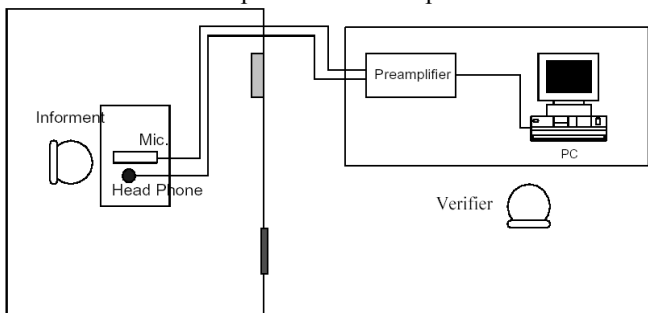 Informent
Mic.
Head Phone
Preamplifier
PC
Verifier